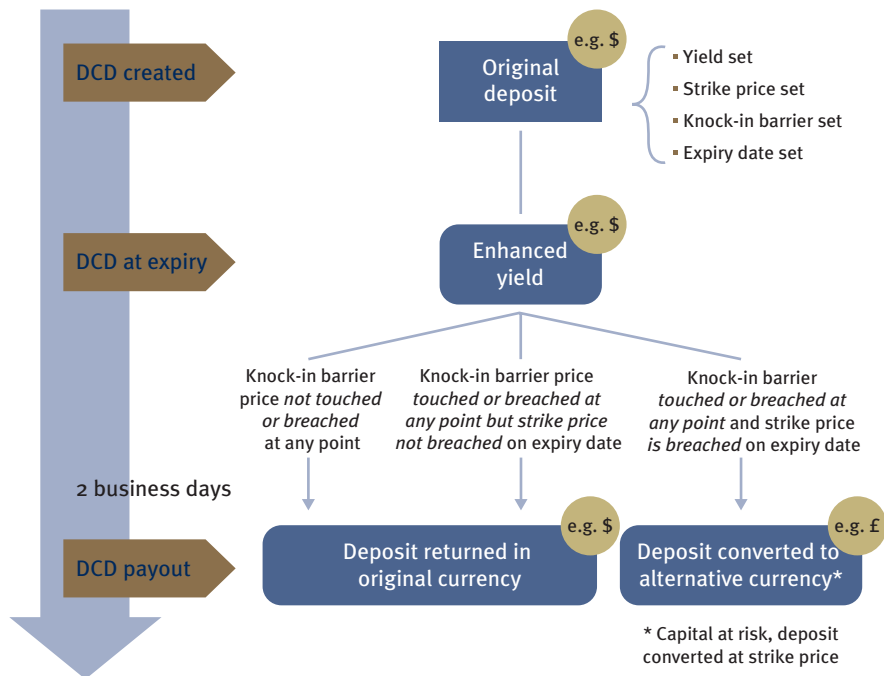 DCD created
Original
deposit
e.g. $
▪ Yield set
▪ Strike price set
▪ Knock-in barrier set
▪ Expiry date set
DCD at expiry
Enhanced
yield
e.g. $
Knock-in barrier
price not touched
or breached
at any point
Knock-in barrier price
touched or breached at
any point but strike price
not breached on expiry date
Knock-in barrier
touched or breached at
any point and strike price
is breached on expiry date
2 business days
DCD payout
Deposit returned in
original currency
e.g. $
Deposit converted to
alternative currency*
e.g. £
* Capital at risk, deposit
converted at strike price